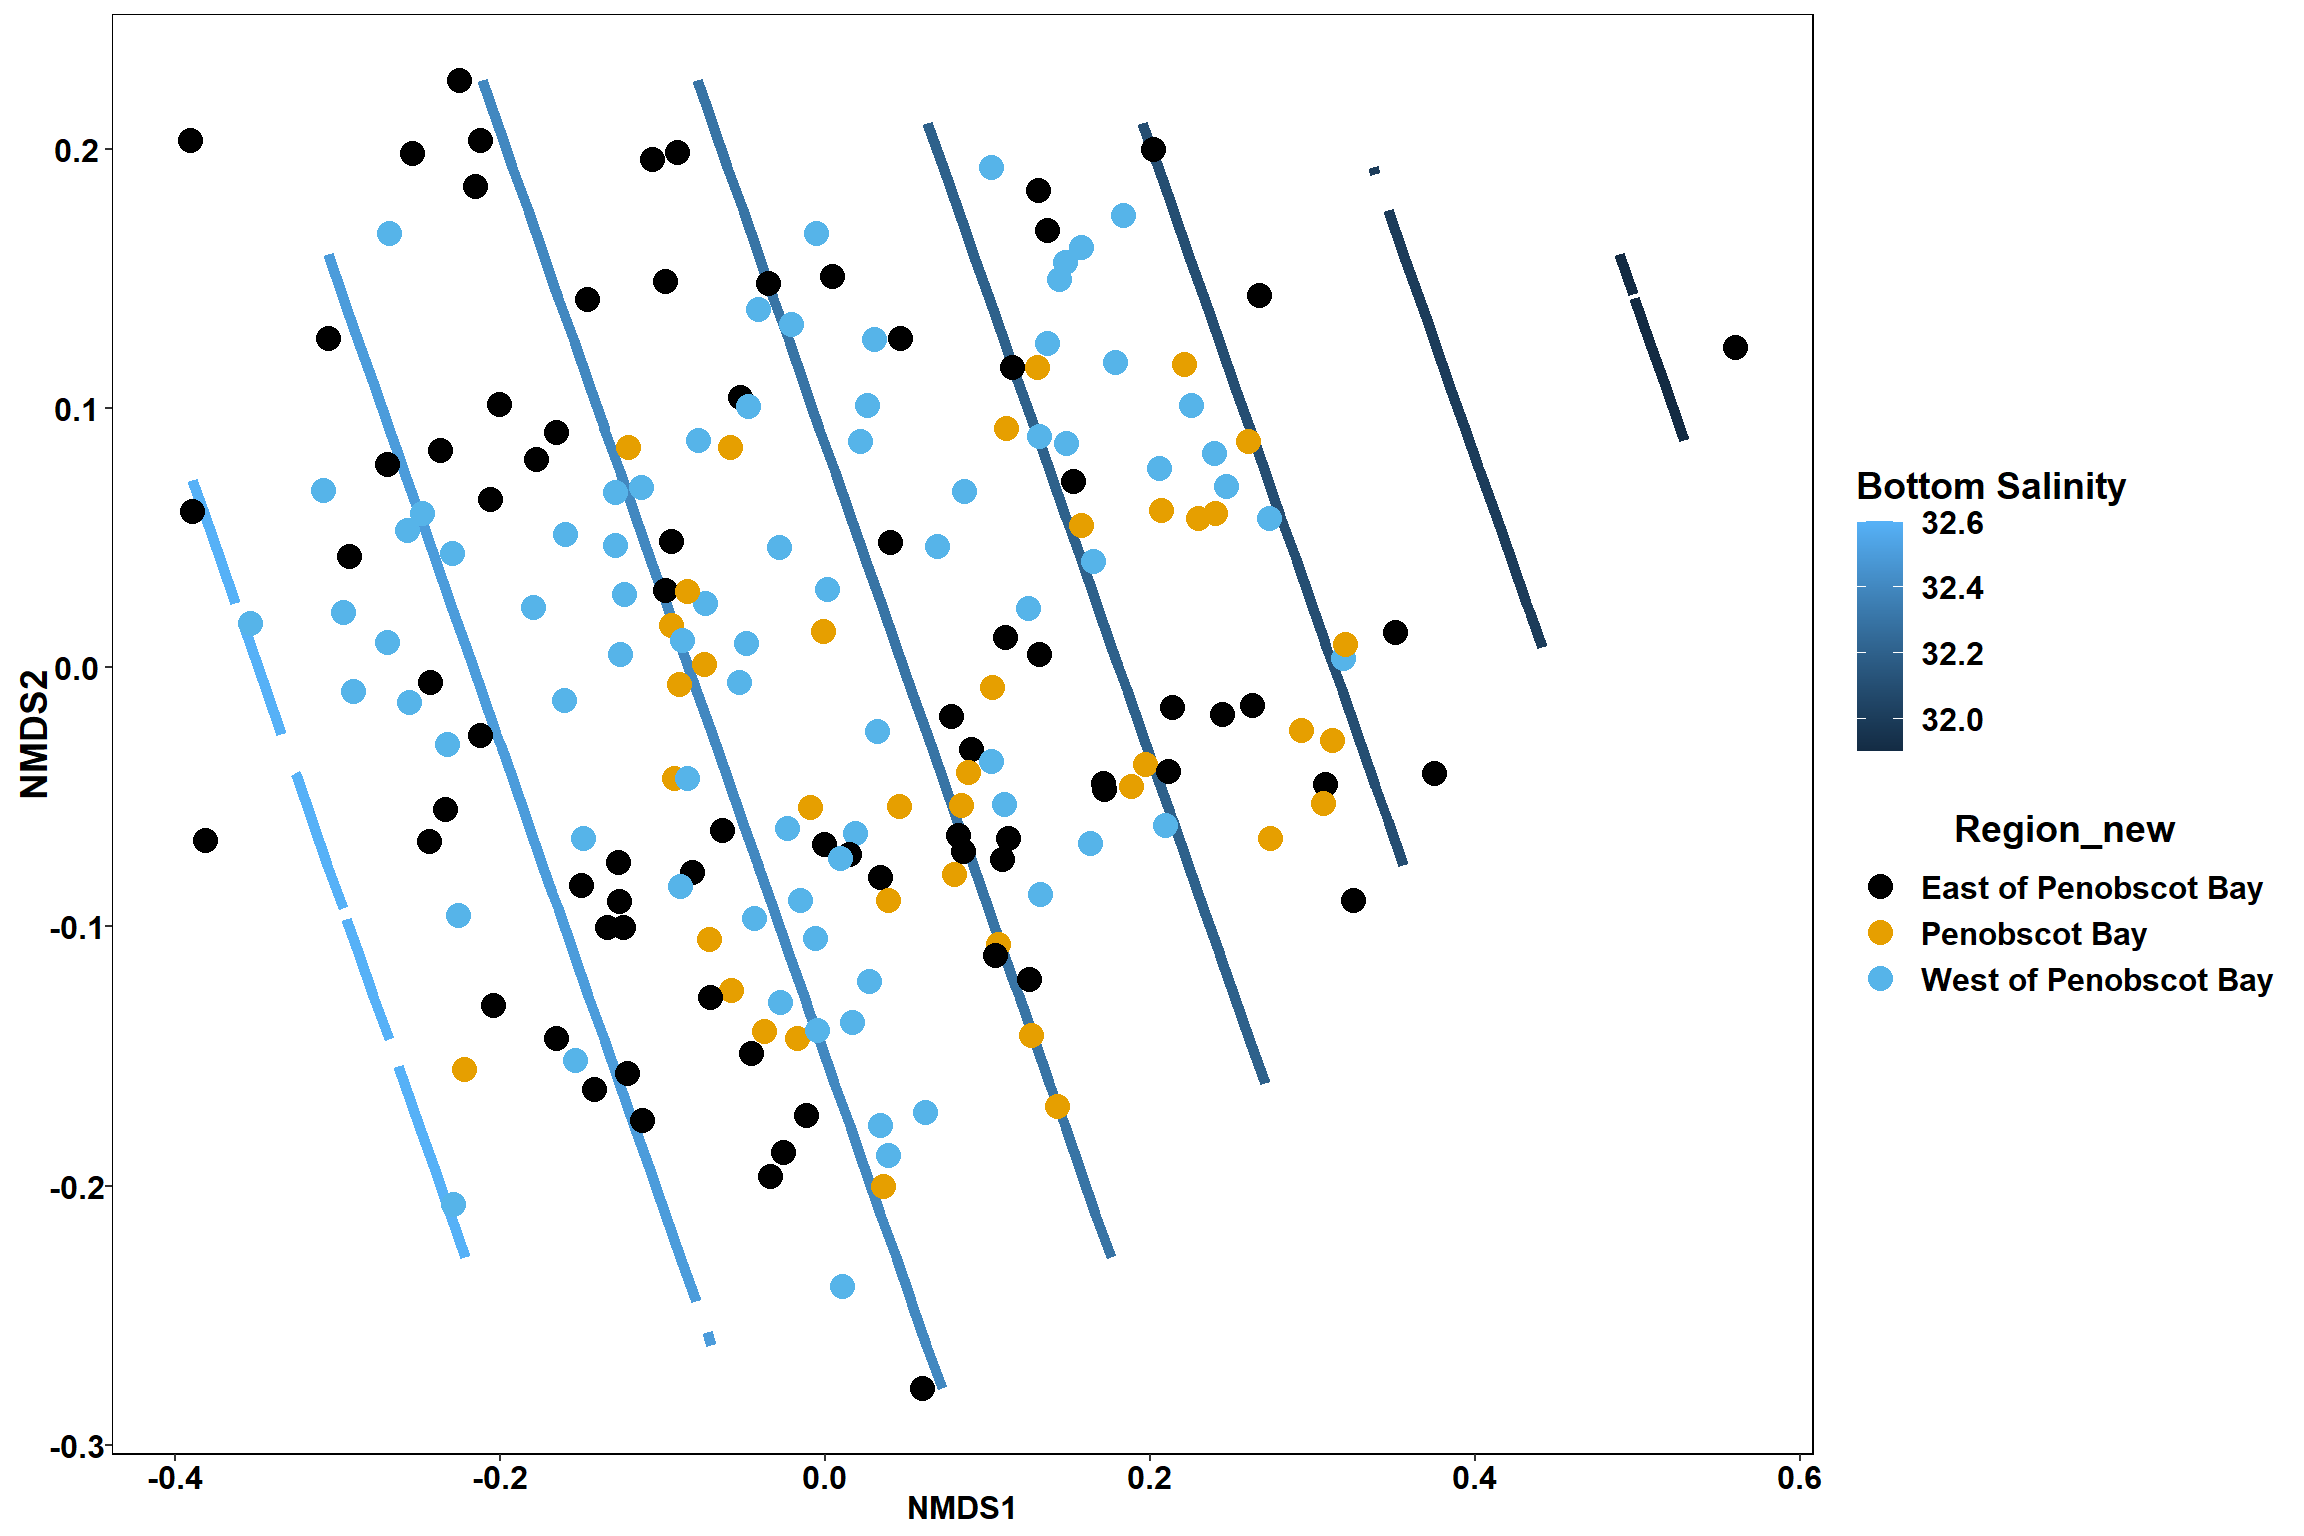 0.2
0.1
0.0
-0.1
-0.2
-0.3
NMDS2
-0.4
-0.2
0.0
0.2
0.4
0.6
NMDS1
Bottom Salinity
32.6
32.4
32.2
32.0
Region_new
East of Penobscot Bay
Penobscot Bay
West of Penobscot Bay